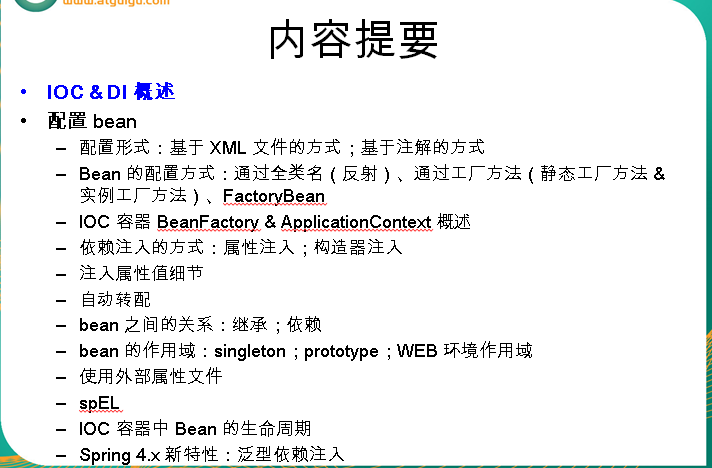 www.atguigu.com
内容提要
• IOC & DI 概述
• 配置 bean
– 配置形式：基于 XML 文件的方式；基于注解的方式
– Bean 的配置方式：通过全类名（反射）、通过工厂方法（静态工厂方法 &
实例工厂方法）、FactoryBean
– IOC 容器 BeanFactory & ApplicationContext 概述
– 依赖注入的方式：属性注入；构造器注入
– 注入属性值细节
– 自动转配
– bean 之间的关系：继承；依赖
– bean 的作用域：singleton；prototype；WEB 环境作用域
– 使用外部属性文件
– spEL
– IOC 容器中 Bean 的生命周期
– Spring 4.x 新特性：泛型依赖注入